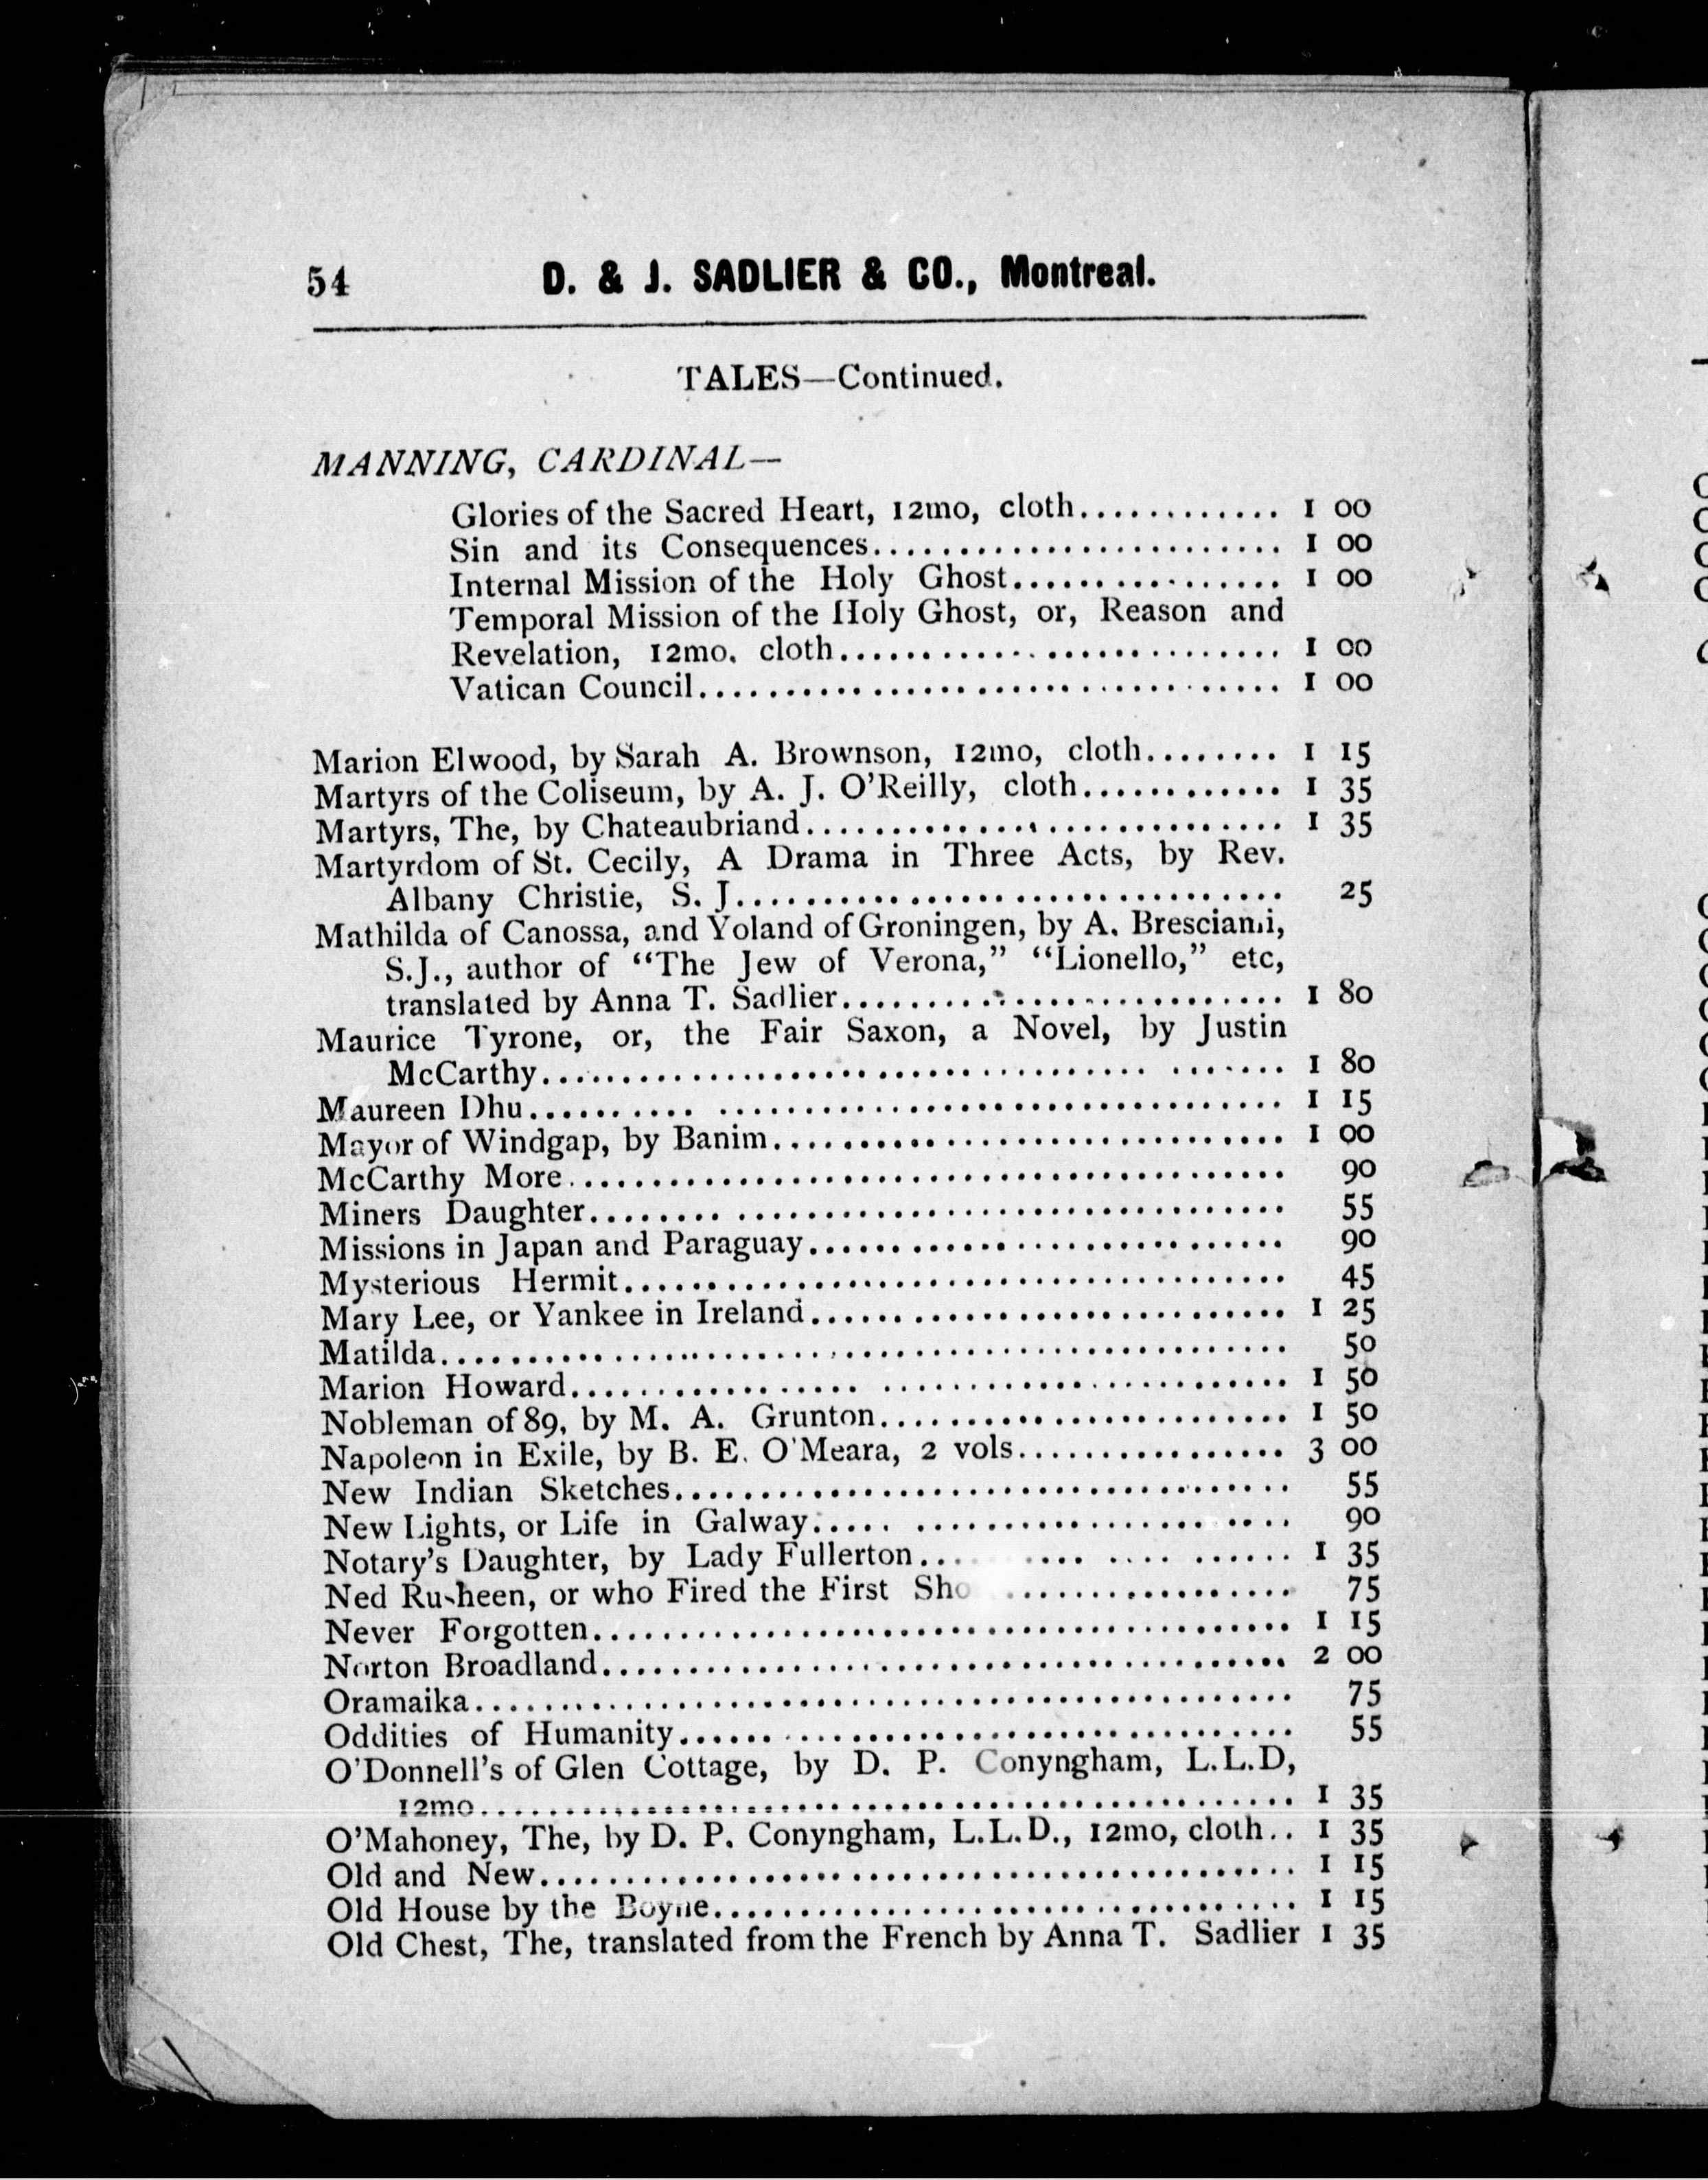 54 D. & J. SADLIER & CO., Montreal.
TALES—Continued.
MANNING, CARDINAL—
Glories of the Sacred Heart, 12mo, cloth............ 1 00
Sin and its Consequences........................ 1 00
Internal Mission of the Holy Ghost................ 1 00
Temporal Mission of the Holy Ghost, or, Reason and
Revelation, 12mo. cloth.......................... 1 00
Vatican Council.................................. 1 00
Marion Elwood, by Sarah A. Brownson, 12mo, cloth........ 1 15
Martyrs of the Coliseum, by A. J. O'Reilly, cloth............ 1 35
Martyrs, The, by Chateaubriand............................ 1 35
Martyrdom of St. Cecily, A Drama in Three Acts, by Rev.
Albany Christie, S. J................................ 25
Mathilda of Canossa, and Yoland of Groningen, by A. Bresciani,
S.J., author of "The Jew of Verona," "Lionello," etc,
translated by Anna T. Sadlier.......................... 1 80
Maurice Tyrone, or, the Fair Saxon, a Novel, by Justin
McCarthy............................................ 1 80
Maureen Dhu............................................ 1 15
Mayor of Windgap, by Banim.............................. 1 00
McCarthy More.......................................... 90
Miners Daughter......................................... 55
Missions in Japan and Paraguay............................ 90
Mysterious Hermit....................................... 45
Mary Lee, or Yankee in Ireland............................ 1 25
Matilda.................................................. 50
Marion Howard.......................................... 1 50
Nobleman of 89, by M. A. Grunton........................ 1 50
Napoleon in Exile, by B. E. O'Meara, 2 vols................ 3 00
New Indian Sketches.................................... 55
New Lights, or Life in Galway............................ 90
Notary's Daughter, by Lady Fullerton...................... 1 35
Ned Rusheen, or who Fired the First Sho ................. 75
Never Forgotten......................................... 1 15
Norton Broadland........................................ 2 00
Oramaika................................................ 75
Oddities of Humanity.................................... 55
O'Donnell's of Glen Cottage, by D. P. Conyngham, L.L.D,
12mo................................................ 1 35
O'Mahoney, The, by D. P. Conyngham, L.L.D., 12mo, cloth.. 1 35
Old and New............................................ 1 15
Old House by the Boyne.................................. 1 15
Old Chest, The, translated from the French by Anna T. Sadlier 1 35